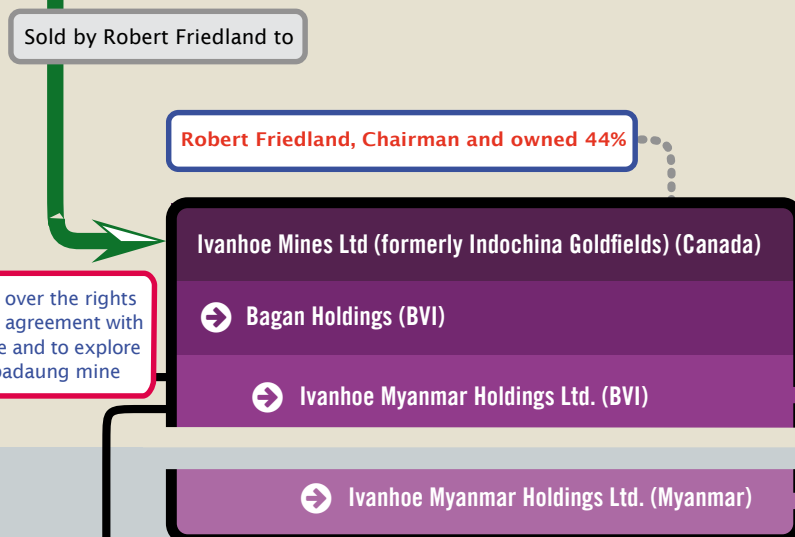 Sold by Robert Friedland to
Robert Friedland, Chairman and owned 44%
Ivanhoe Mines Ltd (formerly Indochina Goldfields) (Canada)
over the rights
agreement with
e and to explore
padaung mine
Bagan Holdings (BVI)
Ivanhoe Myanmar Holdings Ltd. (BVI)
Ivanhoe Myanmar Holdings Ltd. (Myanmar)